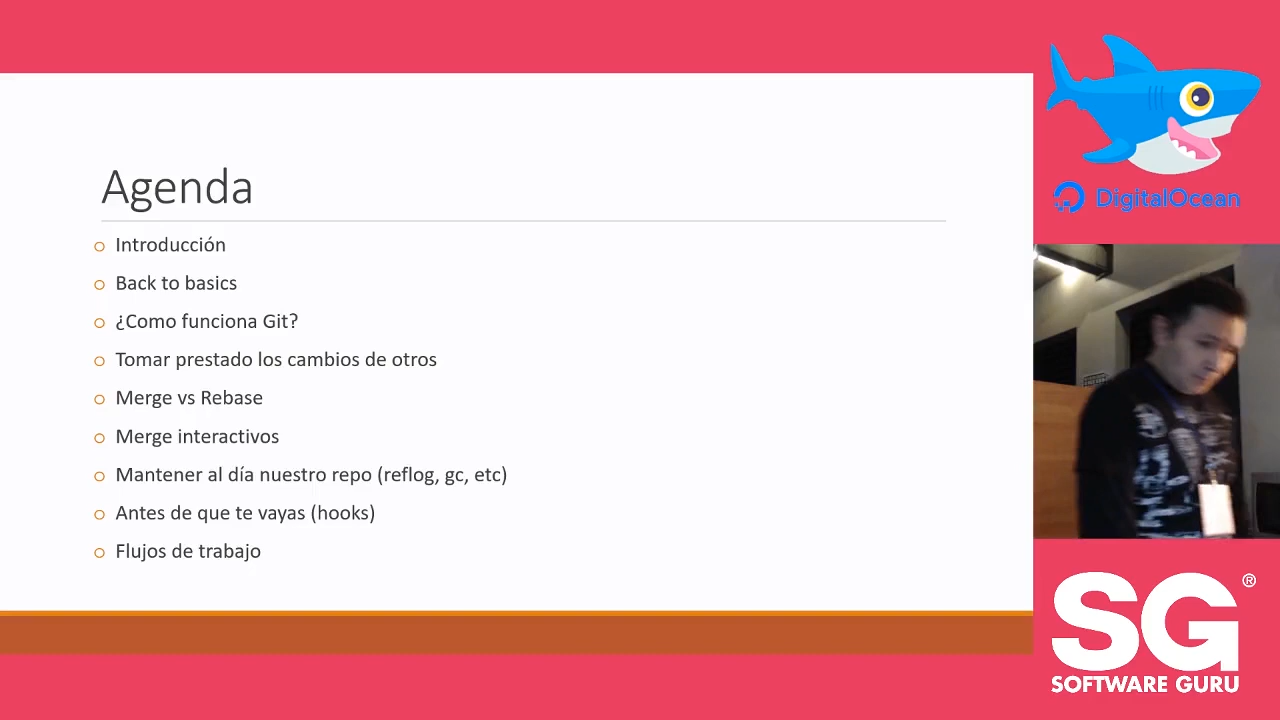 Agenda
Introducción
Back to basics
¿Como funciona Git?
Tomar prestado los cambios de otros
Merge vs Rebase
Merge interactivos
Mantener al día nuestro repo (reflog, gc, etc)
Antes de que te vayas (hooks)
Flujos de trabajo
DigitalOcean
SG®
SOFTWARE GURU